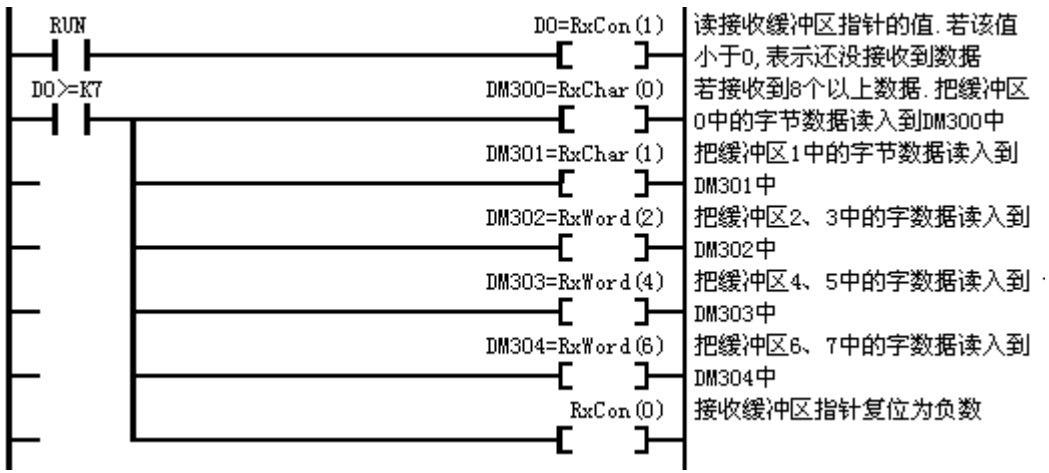 RUN
DO=RxCon(1)
读接收缓冲区指针的值.若该值
小于0,表示还没接收到数据
DO>=K7
DM300=RxChar(0)
若接收到8个以上数据.把缓冲区
0中的字节数据读入到DM300中
DM301=RxChar(1)
把缓冲区1中的字节数据读入到
DM301中
DM302=RxWord(2)
把缓冲区2、3中的字数据读入到
DM302中
DM303=RxWord(4)
把缓冲区4、5中的字数据读入到
DM303中
DM304=RxWord(6)
把缓冲区6、7中的字数据读入到
DM304中
RxCon(0)
接收缓冲区指针复位为负数